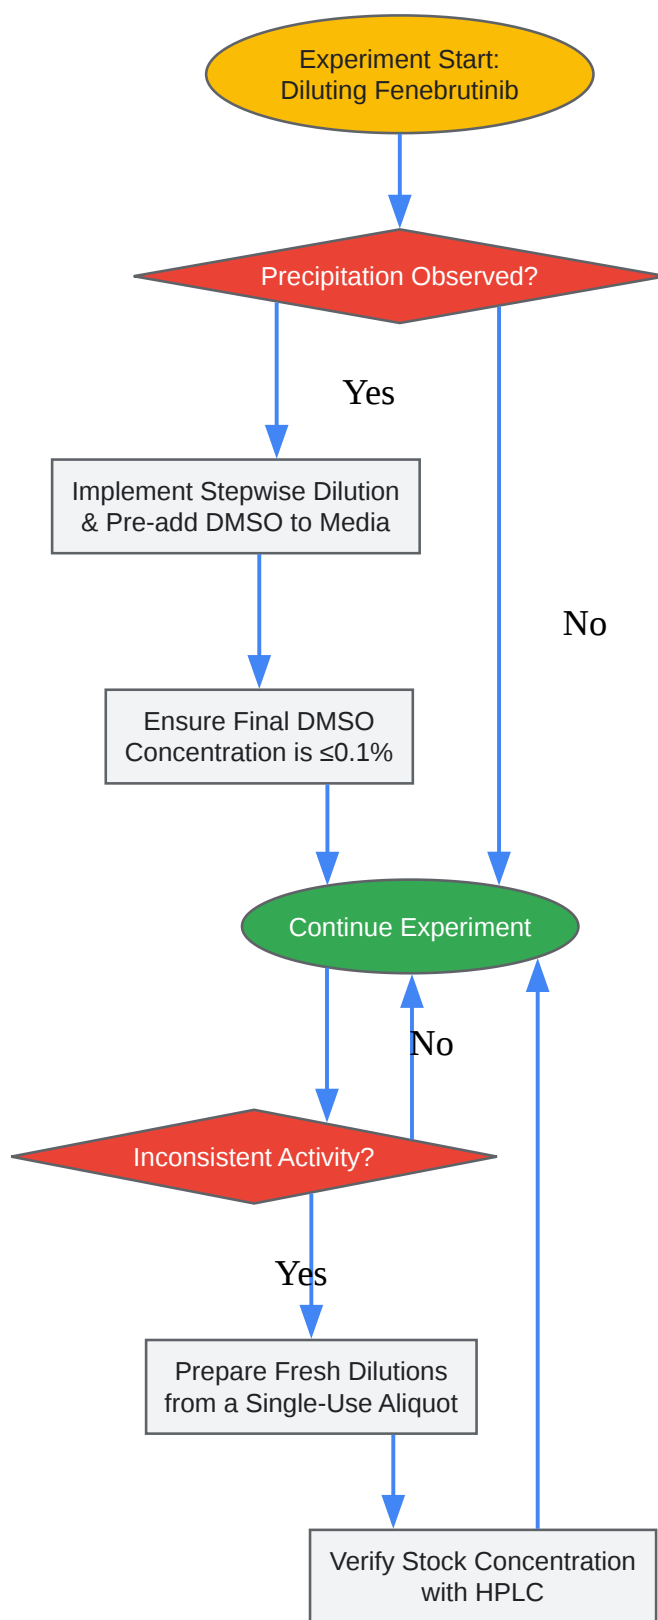 Experiment Start:
Diluting Fenebrutinib
Precipitation Observed?
Yes
Implement Stepwise Dilution
& Pre-add DMSO to Media
No
Ensure Final DMSO
Concentration is ≤0.1%
Continue Experiment
No
Inconsistent Activity?
Yes
Prepare Fresh Dilutions
from a Single-Use Aliquot
Verify Stock Concentration
with HPLC